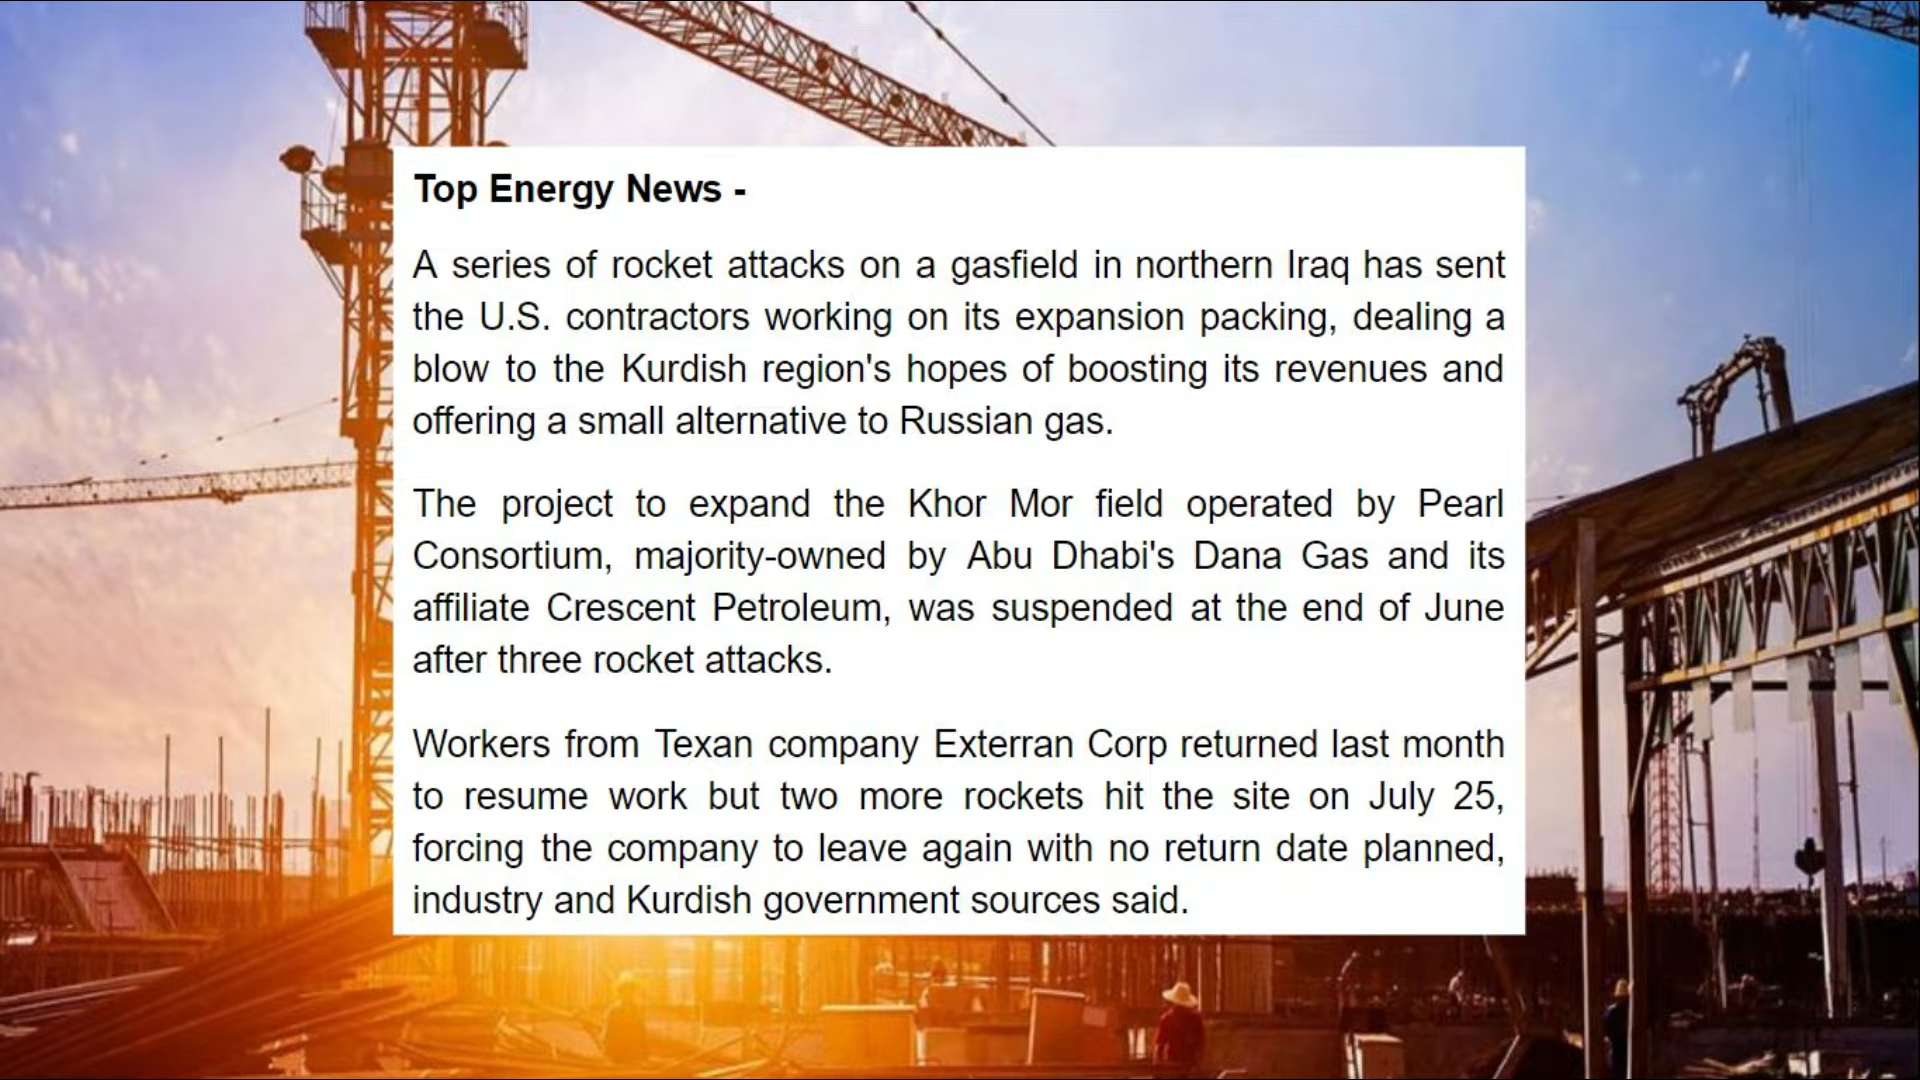 Top Energy News -
A series of rocket attacks on a gasfield in northern Iraq has sent
the U.S. contractors working on its expansion packing, dealing a
blow to the Kurdish region's hopes of boosting its revenues and
offering a small alternative to Russian gas.
The project to expand the Khor Mor field operated by Pearl
Consortium, majority-owned by Abu Dhabi's Dana Gas and its
affiliate Crescent Petroleum, was suspended at the end of June
after three rocket attacks.
Workers from Texan company Exterran Corp returned last month
to resume work but two more rockets hit the site on July 25,
forcing the company to leave again with no return date planned,
industry and Kurdish government sources said.